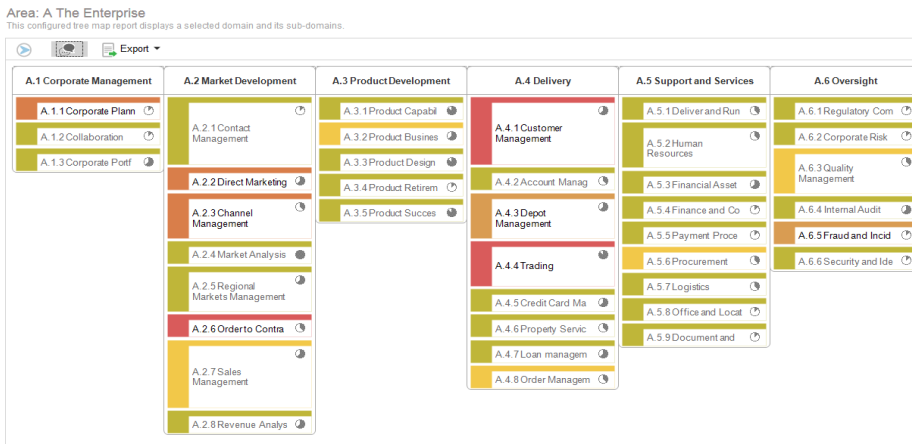 Area: A The Enterprise
This configured tree map report displays a selected domain and its sub-domains.
Export
A.1 Corporate Management
A.1.1 Corporate Plann
A.1.2 Collaboration
A.1.3 Corporate Portf
A.2 Market Development
A.2.1 Contact
Management
A.2.2 Direct Marketing
A.2.3 Channel
Management
A.2.4 Market Analysis
A.2.5 Regional
Markets Management
A.2.6 Order to Contra
A.2.7 Sales
Management
A.2.8 Revenue Analys
A.3 Product Development
A.3.1 Product Capabil
A.3.2 Product Busines
A.3.3 Product Design
A.3.4 Product Retirem
A.3.5 Product Succes
A.4 Delivery
A.4.1 Customer
Management
A.4.2 Account Manag
A.4.3 Depot
Management
A.4.4 Trading
A.4.5 Credit Card Ma
A.4.6 Property Servic
A.4.7 Loan managem
A.4.8 Order Managem
A.5 Support and Services
A.5.1 Deliver and Run
A.5.2 Human
Resources
A.5.3 Financial Asset
A.5.4 Finance and Co
A.5.5 Payment Proce
A.5.6 Procurement
A.5.7 Logistics
A.5.8 Office and Locat
A.5.9 Document and
A.6 Oversight
A.6.1 Regulatory Com
A.6.2 Corporate Risk
A.6.3 Quality
Management
A.6.4 Internal Audit
A.6.5 Fraud and Incid
A.6.6 Security and Ide